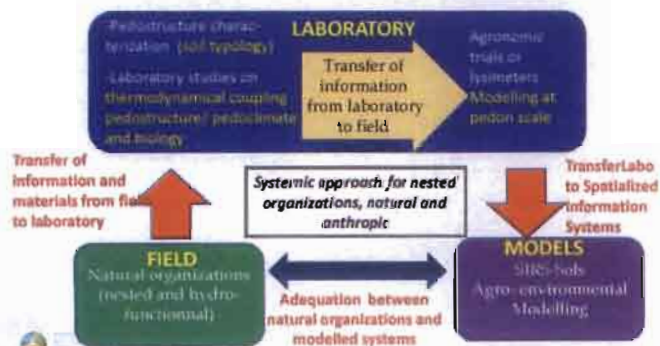 LABORATORY
-Pedostructure charac-
terization (soil typology)
-Laboratory studies on
thermodynamical coupling
pedostructure/ pedoclimate
and biology
Transfer of
information
from laboratory
to field
Agronomic
trials or
lysimeters
Modelling at
pedon scale
Transfer of
information and
materials from fie
to laboratory
Systemic approach for nested
organizations, natural and
anthropic
TransferLabo
to Spatialized
Information
Systems
FIELD
Natural organizations
(nested and hydro-
functionnal)
Adequation between
natural organizations and
modelled systems
MODELS
SIRS-Sols
Agro- environmental
Modelling